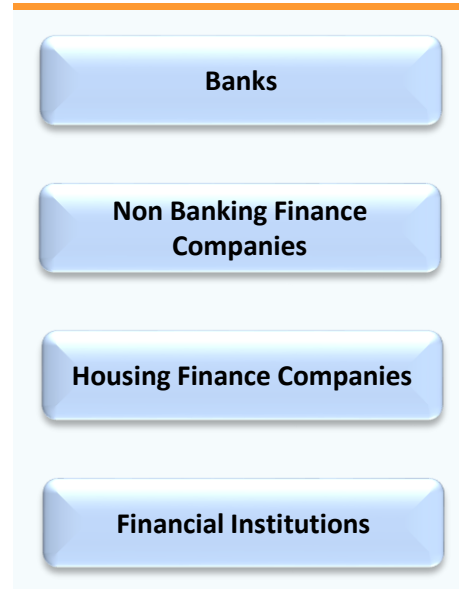 Banks
Non Banking Finance
Companies
Housing Finance Companies
Financial Institutions